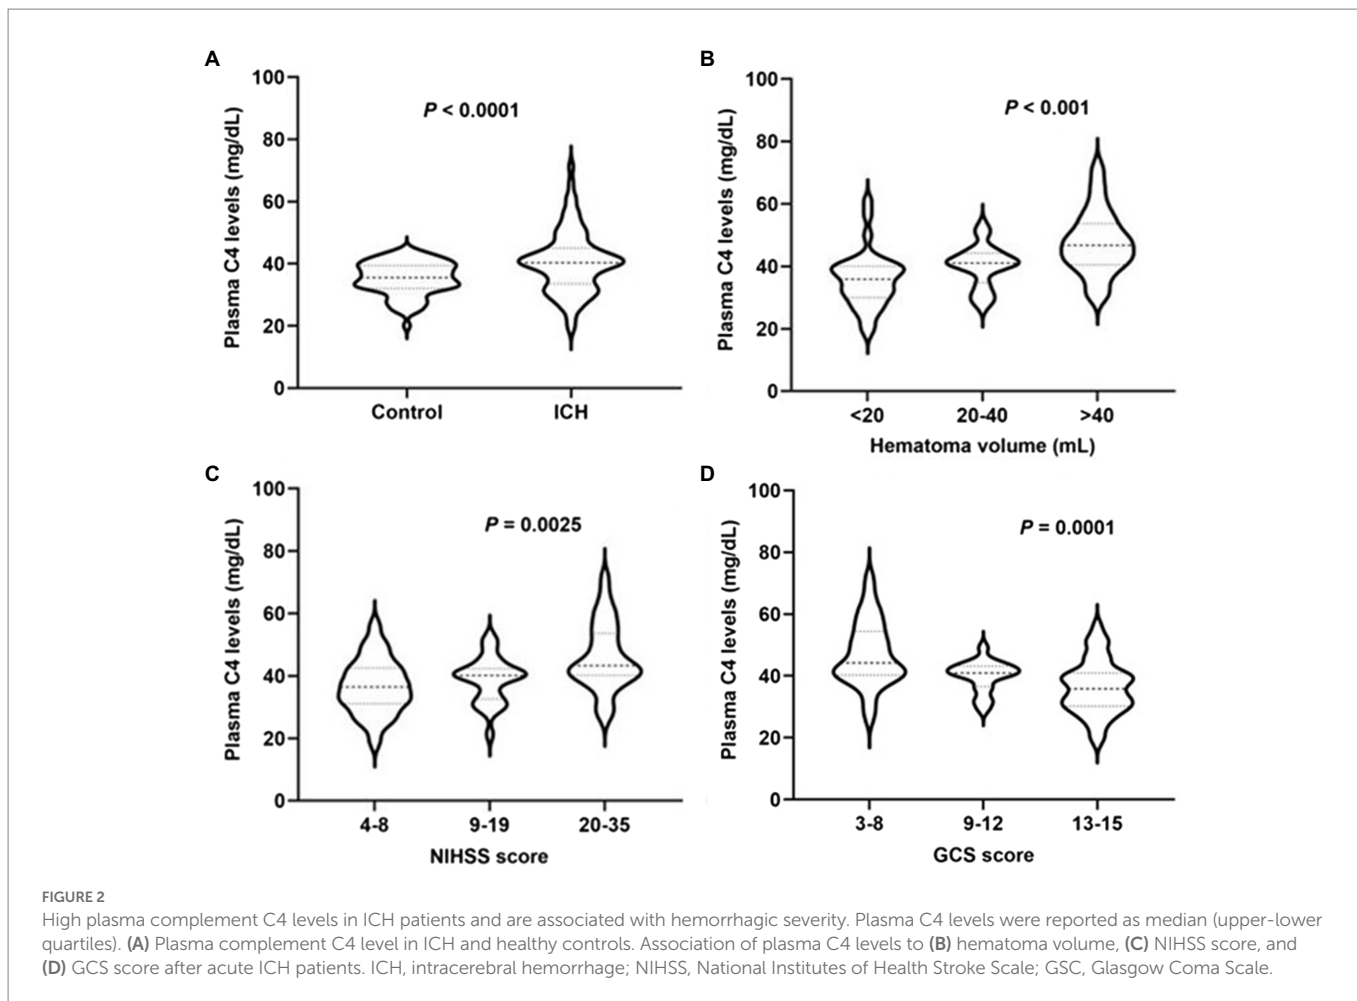 A
100
80
60
40
20
0
Plasma C4 levels (mg/dL)
P < 0.0001
Control ICH
B
100
80
60
40
20
0
Plasma C4 levels (mg/dL)
P < 0.001
<20 20-40 >40
Hematoma volume (mL)
C
100
80
60
40
20
0
Plasma C4 levels (mg/dL)
P = 0.0025
4-8 9-19 20-35
NIHSS score
D
100
80
60
40
20
0
Plasma C4 levels (mg/dL)
P = 0.0001
3-8 9-12 13-15
GCS score
FIGURE 2
High plasma complement C4 levels in ICH patients and are associated with hemorrhagic severity. Plasma C4 levels were reported as median (upper-lower
quartiles). (A) Plasma complement C4 level in ICH and healthy controls. Association of plasma C4 levels to (B) hematoma volume, (C) NIHSS score, and
(D) GCS score after acute ICH patients. ICH, intracerebral hemorrhage; NIHSS, National Institutes of Health Stroke Scale; GSC, Glasgow Coma Scale.